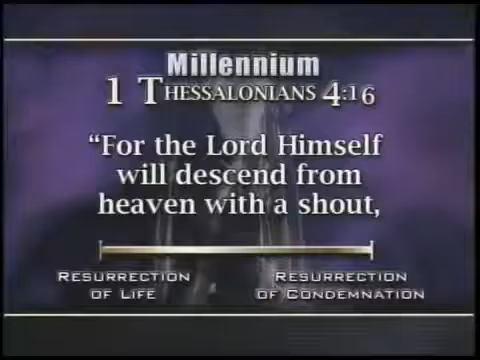 Millennium
1 THESSALONIANS 4:16
“For the Lord Himself
will descend from
heaven with a shout,
RESURRECTION
OF LIFE
RESURRECTION
OF CONDEMNATION